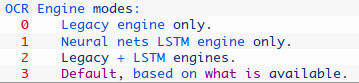 OCR Engine modes:
  0    Legacy engine only.
  1    Neural nets LSTM engine only.
  2    Legacy + LSTM engines.
  3    Default, based on what is available.